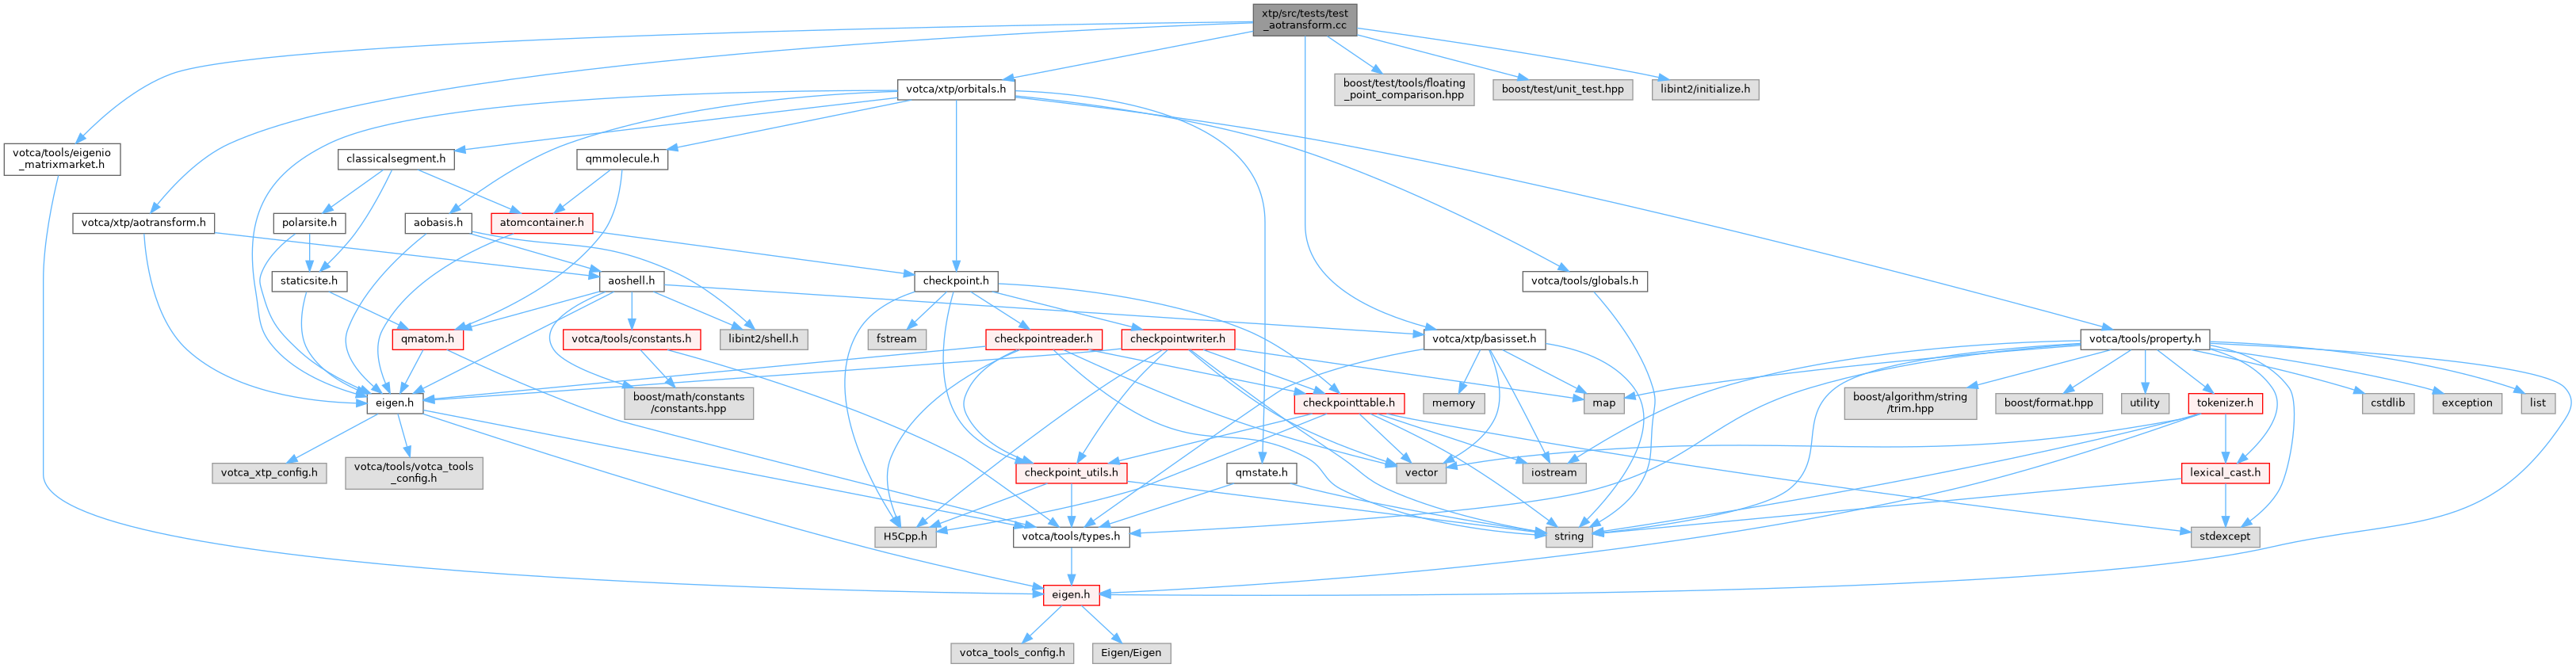 xtp/src/tests/test
_aotransform.cc
votca/xtp/orbitals.h
boost/test/tools/floating
_point_comparison.hpp
boost/test/unit_test.hpp
libint2/initialize.h
votca/tools/eigenio
_matrixmarket.h
classicalsegment.h
qmmolecule.h
votca/xtp/aotransform.h
polarsite.h
aobasis.h
atomcontainer.h
staticsite.h
aoshell.h
checkpoint.h
votca/tools/globals.h
qmatom.h
votca/tools/constants.h
libint2/shell.h
fstream
checkpointreader.h
checkpointwriter.h
votca/xtp/basisset.h
votca/tools/property.h
eigen.h
boost/math/constants
/constants.hpp
checkpointtable.h
memory
map
boost/algorithm/string
/trim.hpp
boost/format.hpp
utility
tokenizer.h
cstdlib
exception
list
votca_xtp_config.h
votca/tools/votca_tools
_config.h
checkpoint_utils.h
qmstate.h
vector
iostream
lexical_cast.h
H5Cpp.h
votca/tools/types.h
string
stdexcept
eigen.h
votca_tools_config.h
Eigen/Eigen